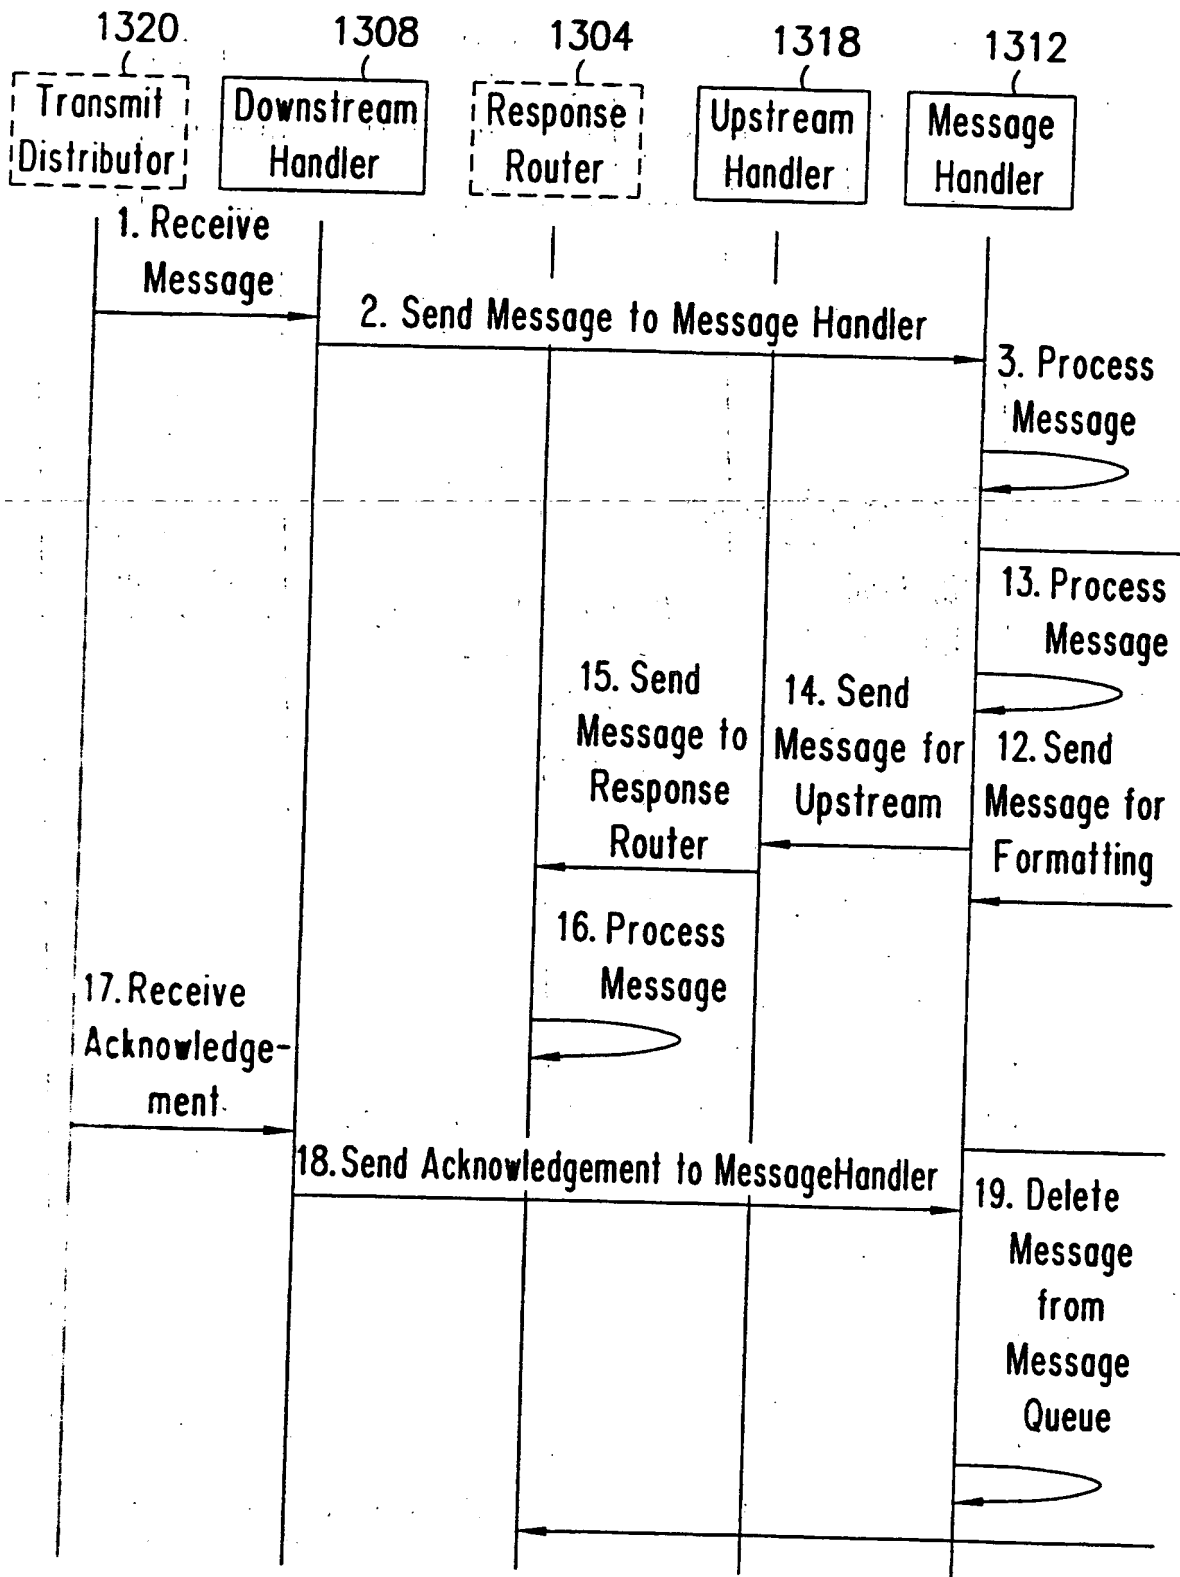 1320
1308
1304
1318
1312
Transmit
Distributor
Downstream
Handler
Response
Router
Upstream
Handler
Message
Handler
1. Receive
Message
2. Send Message to Message Handler
3. Process
Message
13. Process
Message
15. Send
Message to
Response
Router
14. Send
Message for
Upstream
12. Send
Message for
Formatting
16. Process
Message
17. Receive
Acknowledge-
ment
18. Send Acknowledgement to MessageHandler
19. Delete
Message
from
Message
Queue